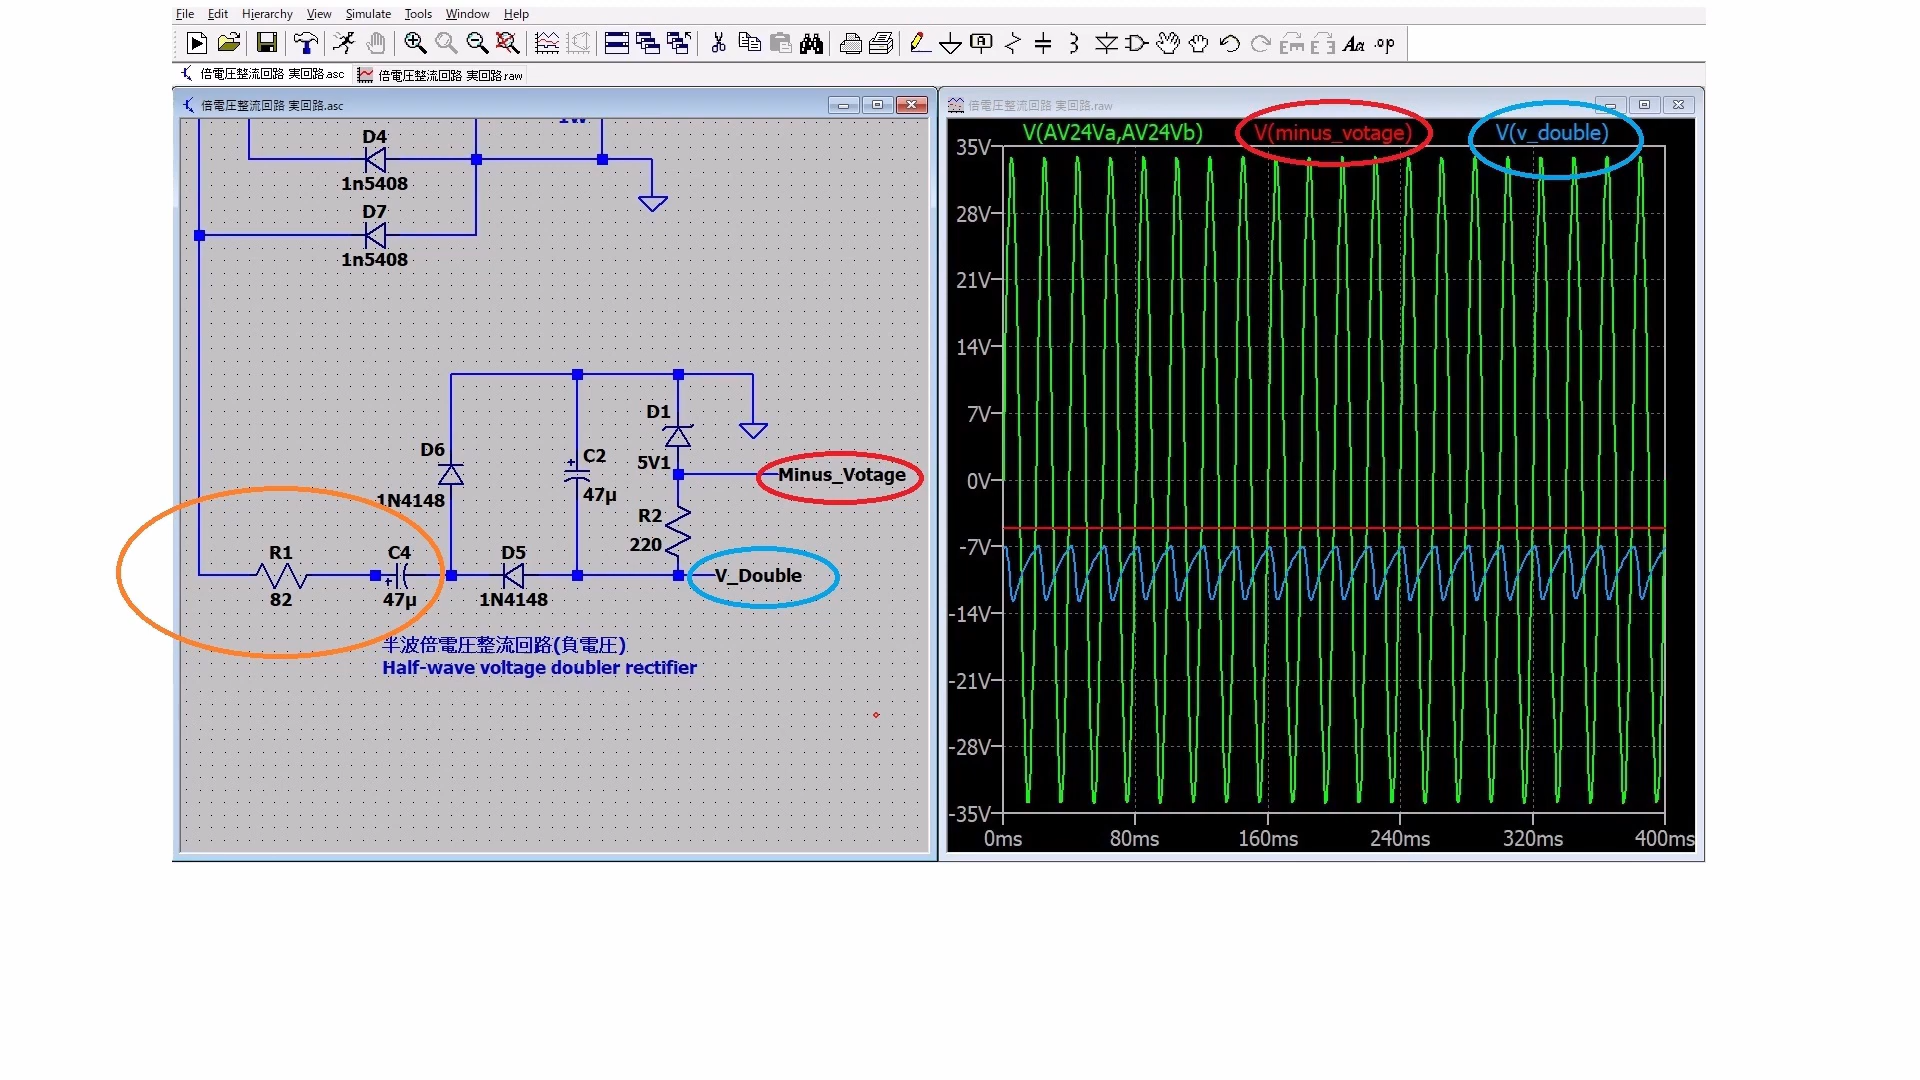 File Edit Hierarchy View Simulate Tools Window Help
倍電圧整流回路 実回路.asc 倍電圧整流回路 実回路.raw
倍電圧整流回路 実回路.asc
1W
D4
1n5408
D7
1n5408
D1
5V1
D6
1N4148
C2
47µ
Minus_Votage
R2
220
R1
82
C4
47µ
D5
1N4148
V_Double
半波倍電圧整流回路(負電圧)
Half-wave voltage doubler rectifier
倍電圧整流回路 実回路.raw
V(AV24Va,AV24Vb) V(minus_votage) V(v_double)
35V
28V
21V
14V
7V
0V
-7V
-14V
-21V
-28V
-35V
0ms 80ms 160ms 240ms 320ms 400ms